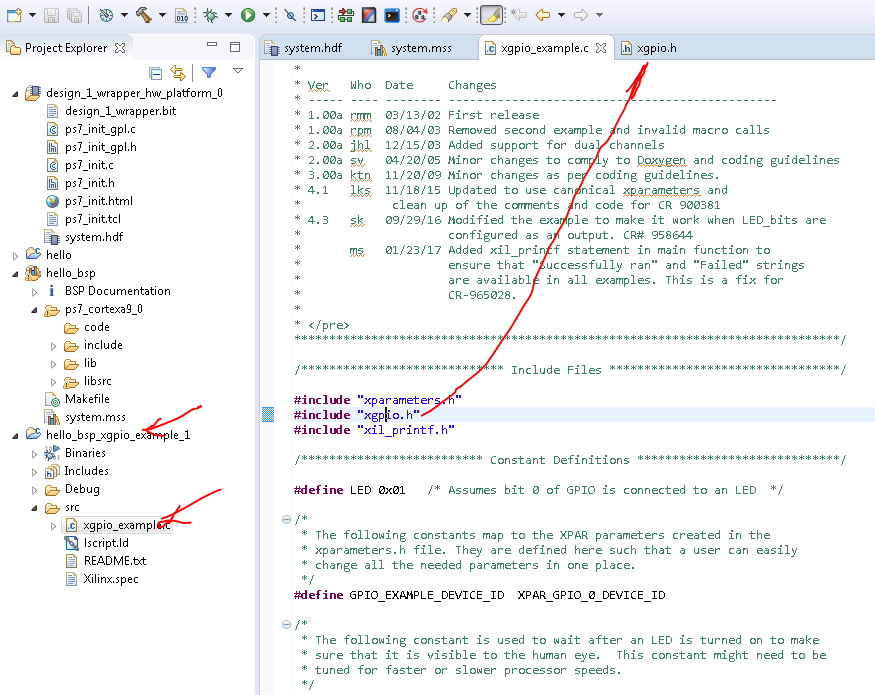 Project Explorer
design_1_wrapper_hw_platform_0
design_1_wrapper.bit
ps7_init_gpl.c
ps7_init_gpl.h
ps7_init.c
ps7_init.h
ps7_init.html
ps7_init.tcl
system.hdf
hello
hello_bsp
BSP Documentation
ps7_cortexa9_0
code
include
lib
libsrc
Makefile
system.mss
hello_bsp_xgpio_example_1
Binaries
Includes
Debug
src
xgpio_example.c
lscript.ld
README.txt
Xilinx.spec
system.hdf system.mss xgpio_example.c xgpio.h
*
* Ver   Who  Date     Changes
* ----- ---- -------- -----------------------------------------------
* 1.00a rmm  03/13/02 First release
* 1.00a rpm  08/04/03 Removed second example and invalid macro calls
* 2.00a jhl  12/15/03 Added support for dual channels
* 2.00a sv   04/20/05 Minor changes to comply to Doxygen and coding guidelines
* 3.00a ktn  11/20/09 Minor changes as per coding guidelines.
* 4.1   lks  11/18/15 Updated to use canonical xparameters and
*             clean up of the comments and code for CR 900381
* 4.3   sk   09/29/16 Modified the example to make it work when LED_bits are
*                     configured as an output. CR# 958644
*       ms   01/23/17 Added xil_printf statement in main function to
*                     ensure that "Successfully ran" and "Failed" strings
*                     are available in all examples. This is a fix for
*                     CR-965028.
*
* </pre>
******************************************************************************/
/***************************** Include Files *********************************/
#include "xparameters.h"
#include "xgpio.h"
#include "xil_printf.h"
/************************** Constant Definitions *****************************/
#define LED 0x01   /* Assumes bit 0 of GPIO is connected to an LED  */
/*
* The following constants map to the XPAR parameters created in the
* xparameters.h file. They are defined here such that a user can easily
* change all the needed parameters in one place.
*/
#define GPIO_EXAMPLE_DEVICE_ID  XPAR_GPIO_0_DEVICE_ID
/*
* The following constant is used to wait after an LED is turned on to make
* sure that it is visible to the human eye.  This constant might need to be
* tuned for faster or slower processor speeds.
*/